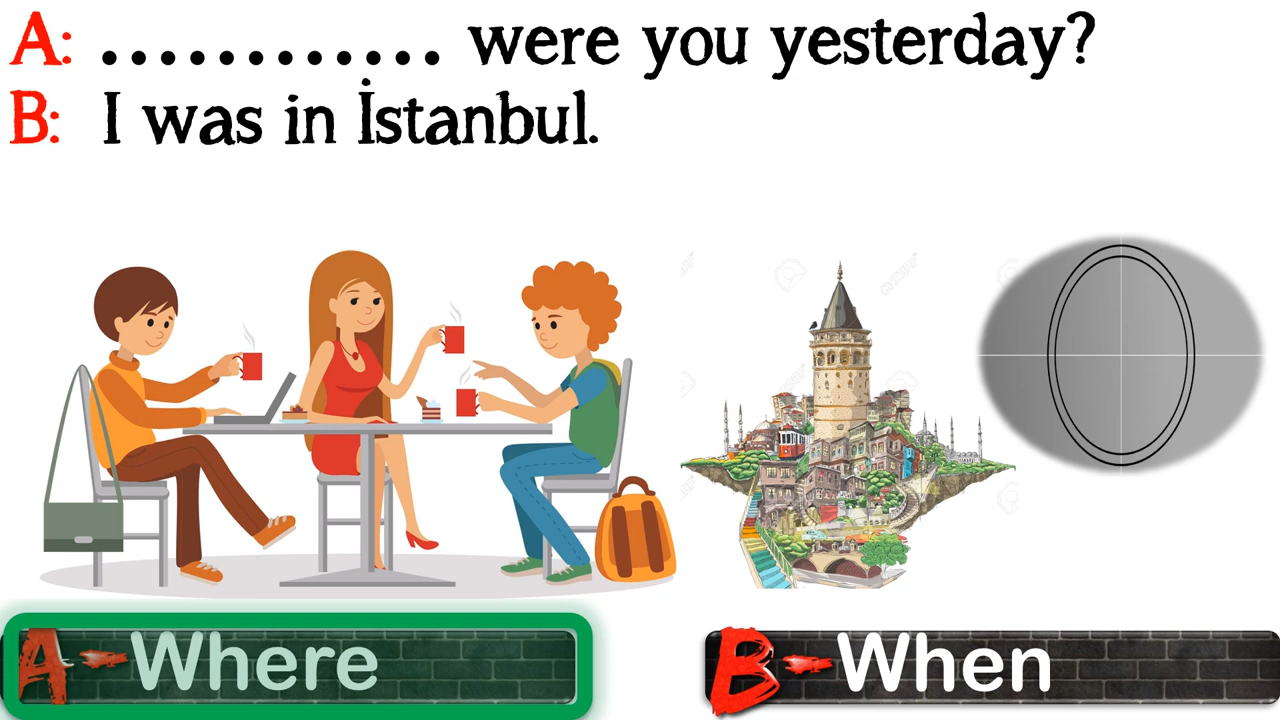 A: ............ were you yesterday?
B: I was in İstanbul.
A- Where
B- When